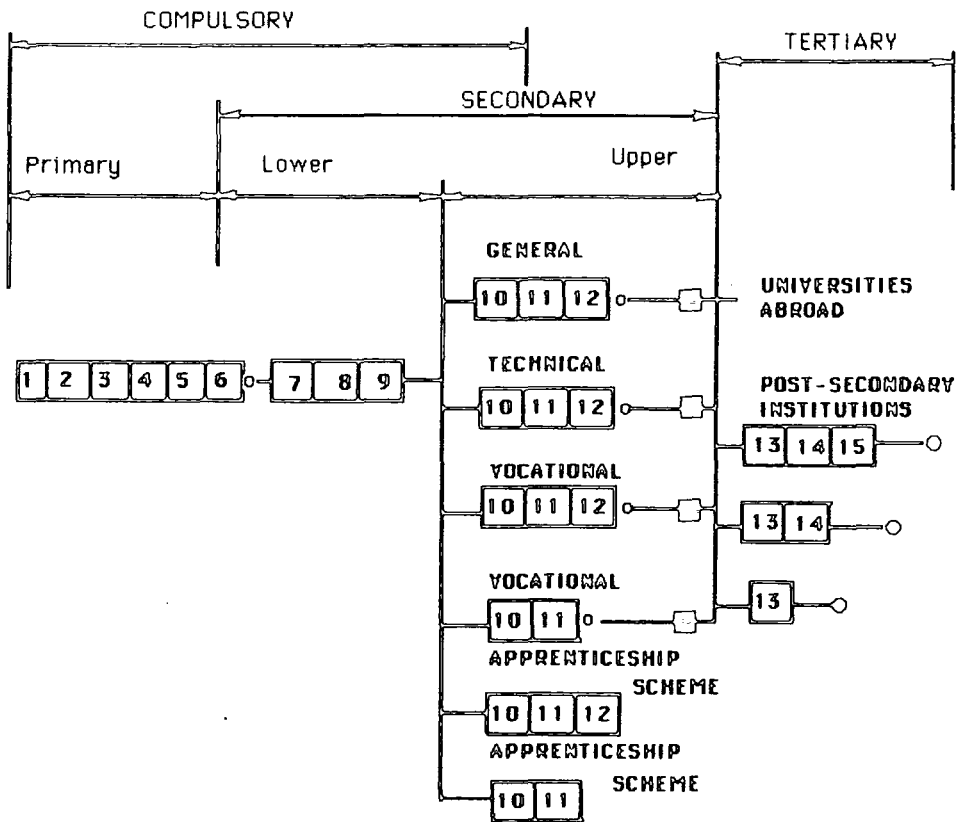 COMPULSORY
TERTIARY
SECONDARY
Primary Lower Upper
GENERAL
10 11 12
UNIVERSITIES
ABROAD
1 2 3 4 5 6 7 8 9
TECHNICAL
10 11 12
POST-SECONDARY
INSTITUTIONS
13 14 15
VOCATIONAL
10 11 12
13 14
VOCATIONAL
10 11
13
APPRENTICESHIP
SCHEME
10 11 12
APPRENTICESHIP
SCHEME
10 11